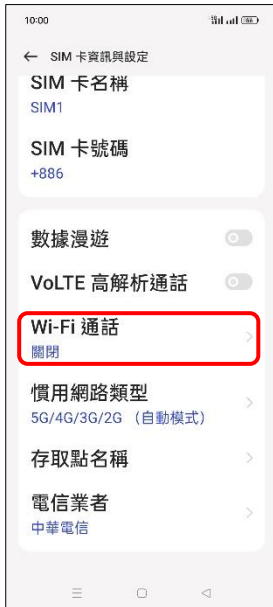 10:00
← SIM 卡資訊與設定
SIM 卡名稱
SIM1
SIM 卡號碼
+886
數據漫遊
VoLTE 高解析通話
Wi-Fi 通話
關閉
慣用網路類型
5G/4G/3G/2G （自動模式）
存取點名稱
電信業者
中華電信